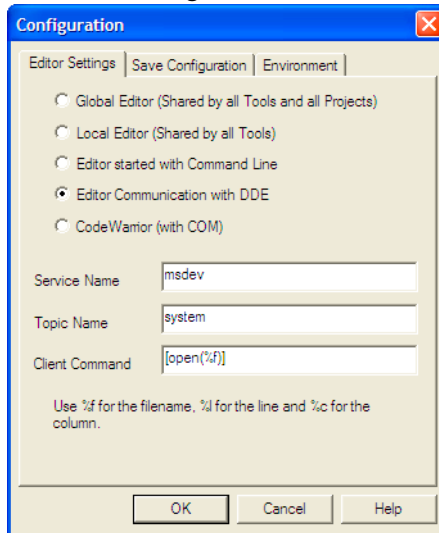 Configuration
Editor Settings Save Configuration Environment
Global Editor (Shared by all Tools and all Projects)
Local Editor (Shared by all Tools)
Editor started with Command Line
Editor Communication with DDE
CodeWarrior (with COM)
Service Name msdev
Topic Name system
Client Command [open(%f)]
Use %f for the filename, %l for the line and %c for the
column.
OK Cancel Help